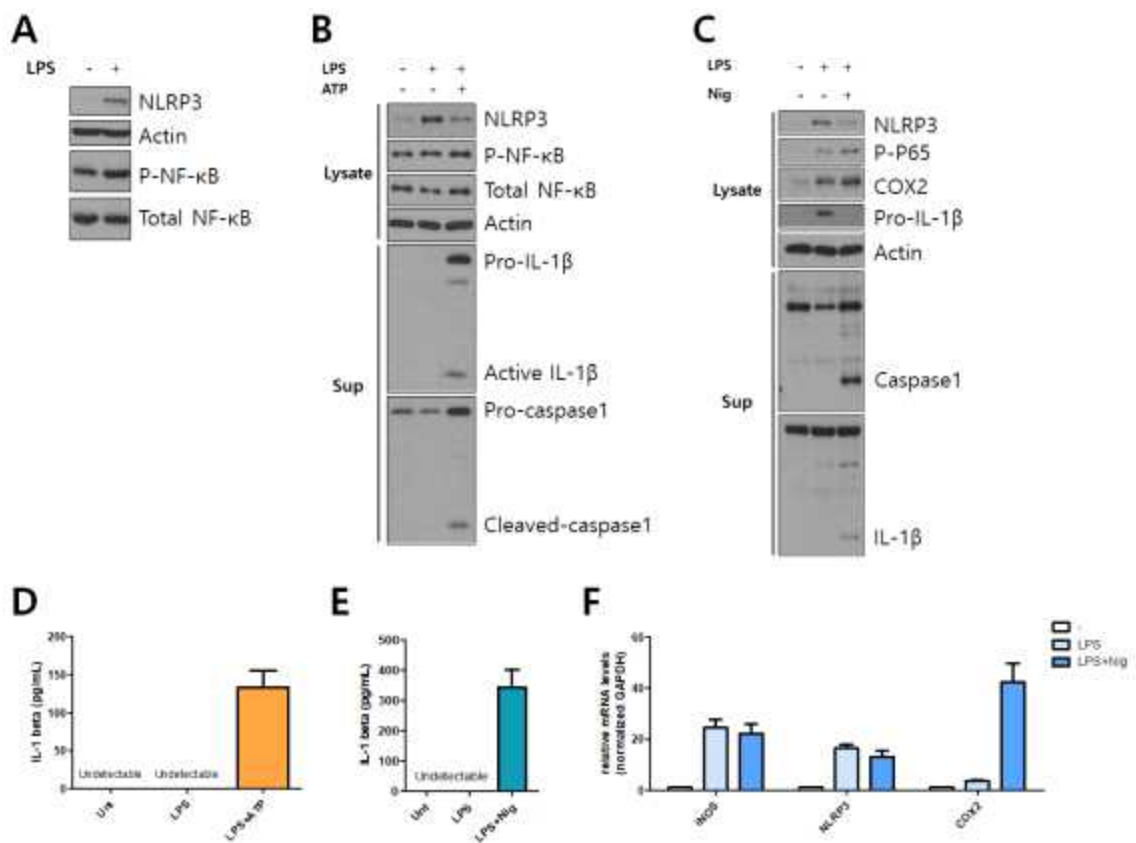 A
LPS - +
NLRP3
Actin
P-NF-κB
Total NF-κB
B
LPS - + +
ATP - - +
Lysate
NLRP3
P-NF-κB
Total NF-κB
Actin
Sup
Pro-IL-1β
Active IL-1β
Pro-caspase1
Cleaved-caspase1
C
LPS - + +
Nig - - +
Lysate
NLRP3
P-P65
COX2
Pro-IL-1β
Actin
Sup
Caspase1
IL-1β
D
IL-1 beta (pg/mL)
200
150
100
50
0
Undetectable Undetectable
Unt LPS LPS+ATP
E
IL-1 beta (pg/mL)
500
400
300
200
100
0
Undetectable
Unt LPS LPS+Nig
F
relative mRNA levels
(normalized GAPDH)
60
40
20
0
iNOS NLRP3 COX2
-
LPS
LPS+Nig